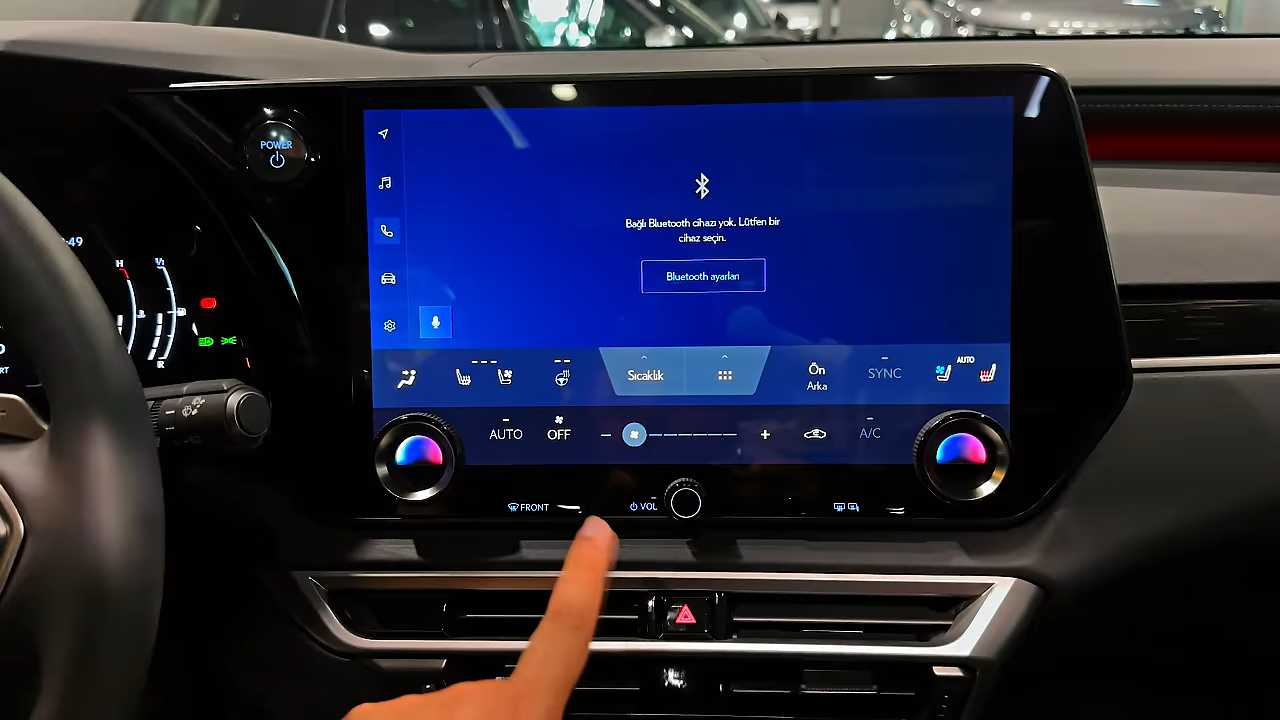 POWER
:49
H
Bağlı Bluetooth cihazı yok. Lütfen bir
cihaz seçin.
Bluetooth ayarları
R
Sıcaklık
Ön
Arka
SYNC
AUTO
AUTO
OFF
A/C
FRONT
VOL